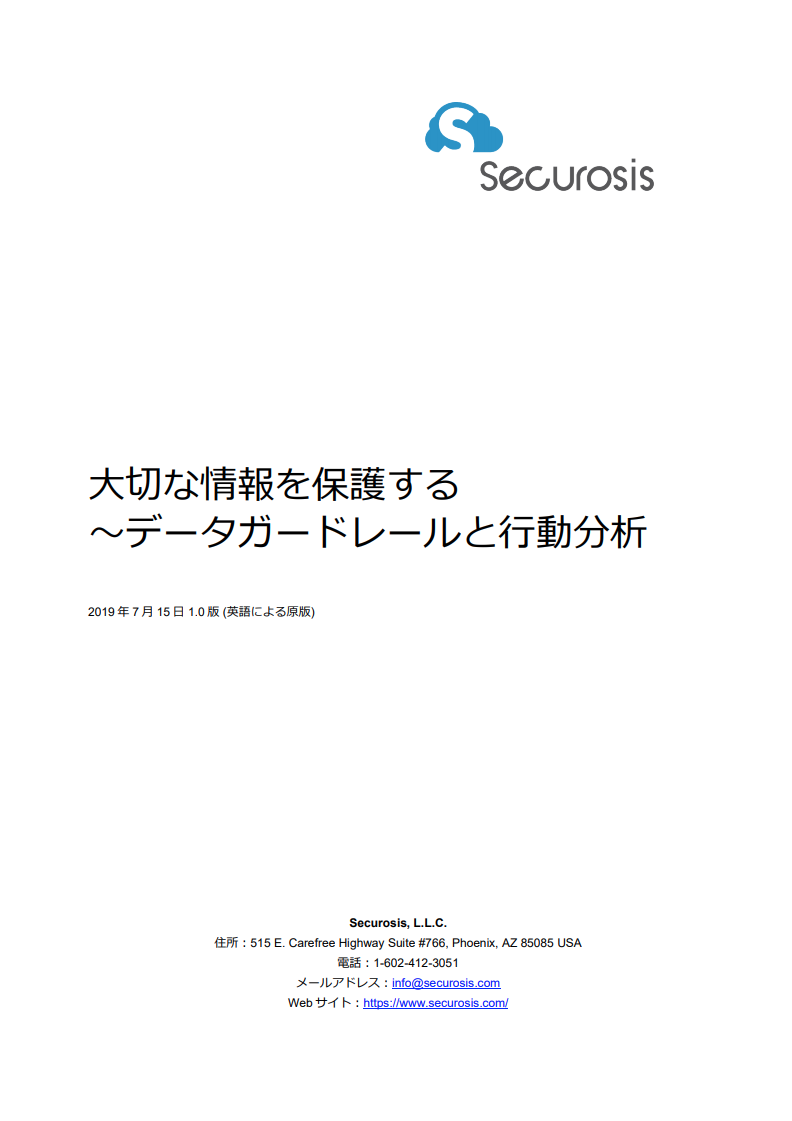 Securosis
大切な情報を保護する
～データガードレールと行動分析
2019 年 7 月 15 日 1.0 版 (英語による原版)
Securosis, L.L.C.
住所：515 E. Carefree Highway Suite #766, Phoenix, AZ 85085 USA
電話：1-602-412-3051
メールアドレス：info@securosis.com
Web サイト：https://www.securosis.com/